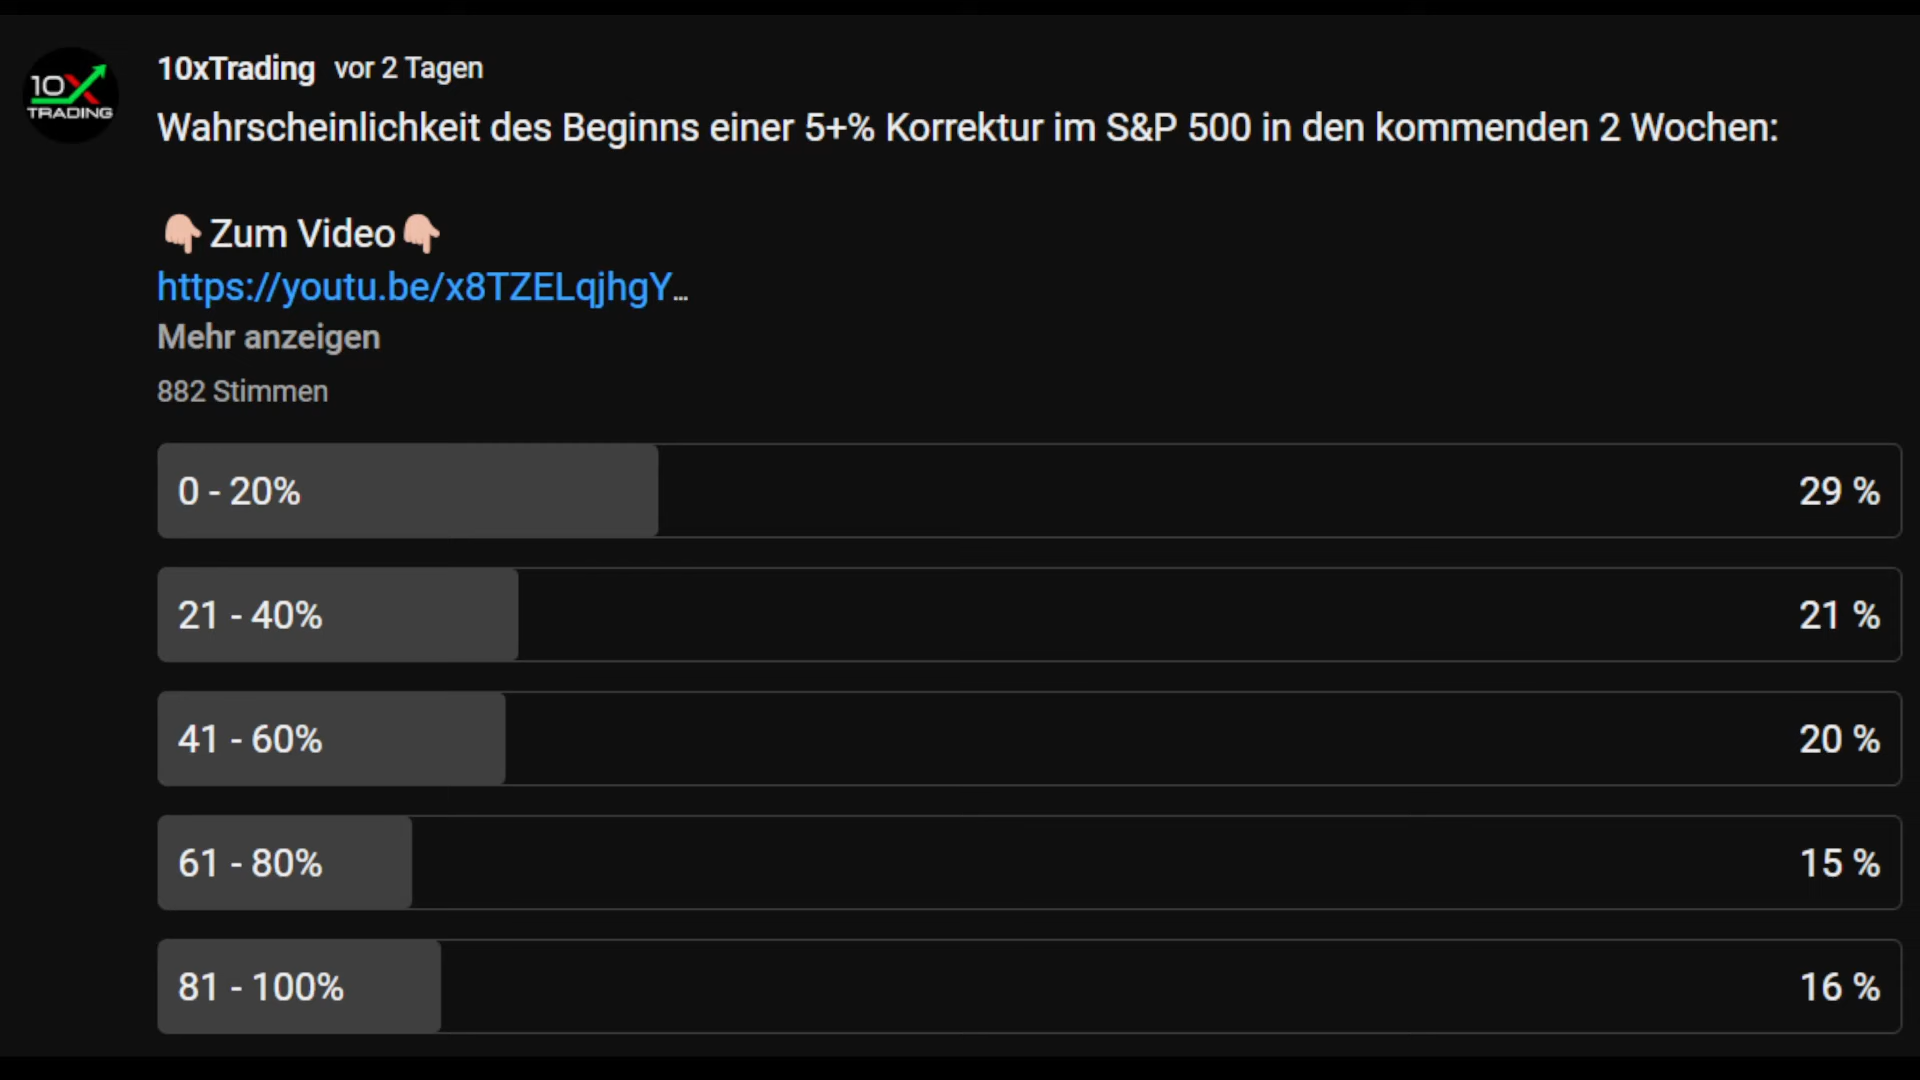 10X
TRADING
10xTrading vor 2 Tagen
Wahrscheinlichkeit des Beginns einer 5+% Korrektur im S&P 500 in den kommenden 2 Wochen:
👇🏼Zum Video👇🏼
https://youtu.be/x8TZELqjhgY...
Mehr anzeigen
882 Stimmen
0 - 20% 29 %
21 - 40% 21 %
41 - 60% 20 %
61 - 80% 15 %
81 - 100% 16 %